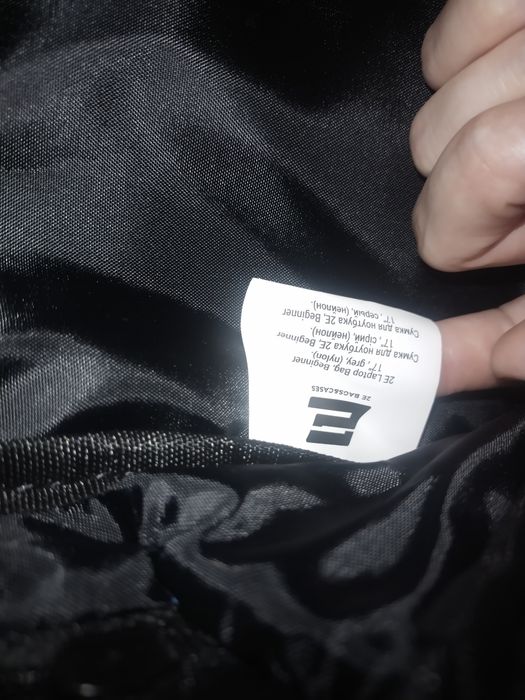 2E
2E BAGS&CASES
2E Laptop Bag, Beginner
17", grey, (nylon).
Сумка для ноутбука 2E, Beginner
17", сірий, (нейлон).
Сумка для ноутбука 2E, Beginner
17", серый, (нейлон).